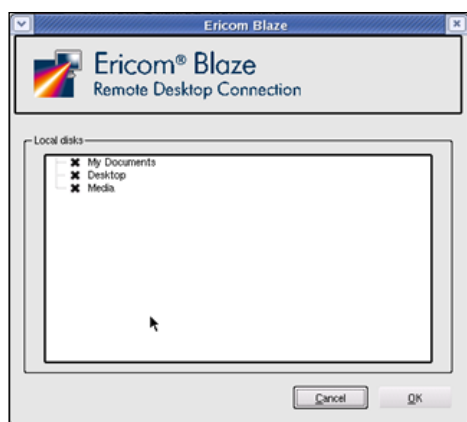 Ericom Blaze
Ericom® Blaze
Remote Desktop Connection
Local disks
My Documents
Desktop
Media
Cancel
OK